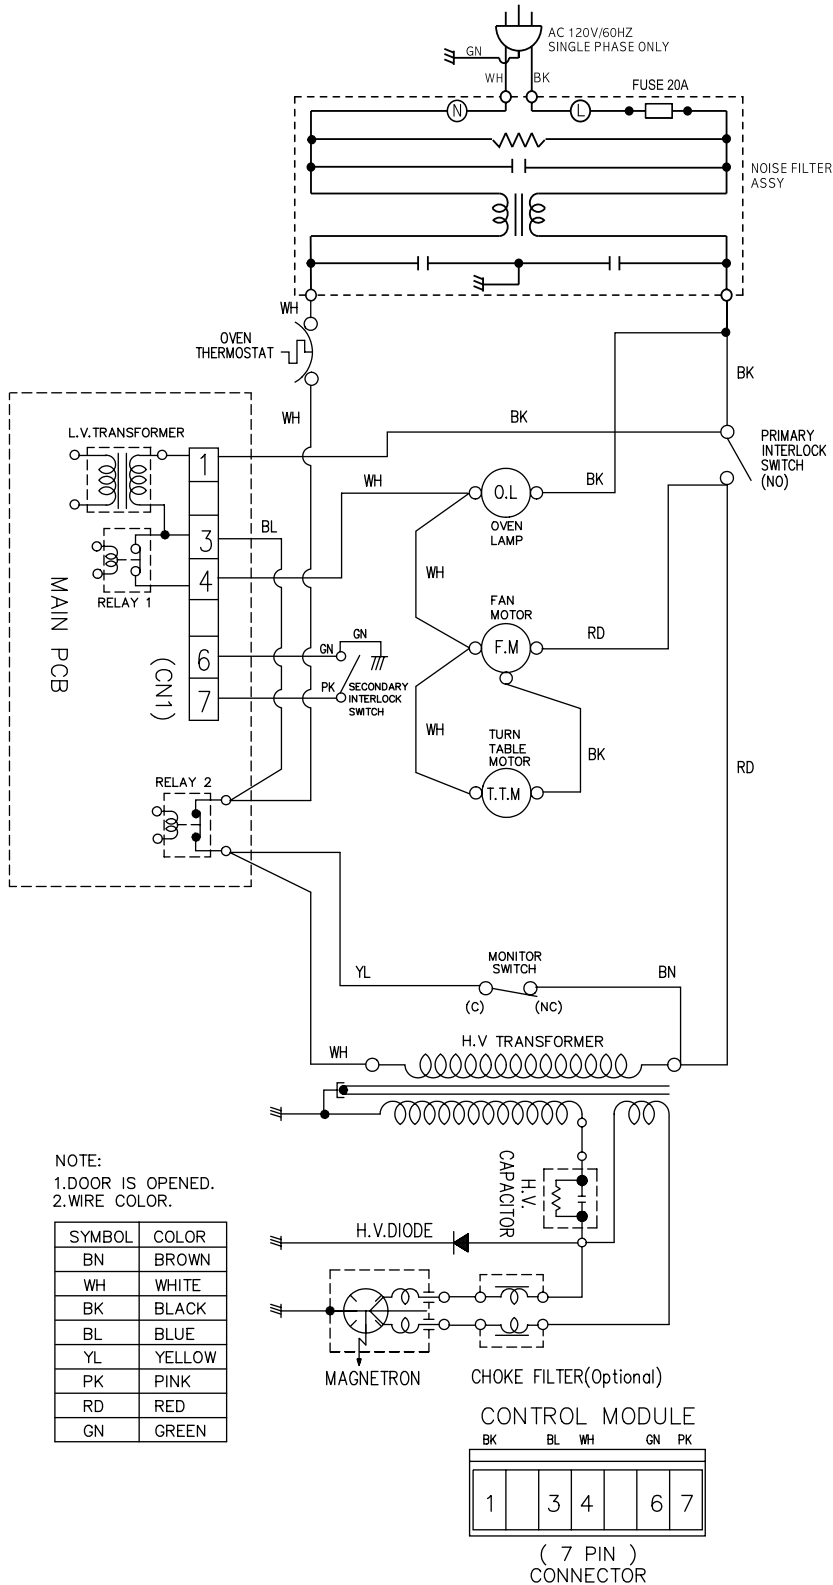 AC 120V/60HZ
SINGLE PHASE ONLY
GN
WH
BK
FUSE 20A
N
L
NOISE FILTER
ASSY
WH
OVEN
THERMOSTAT
BK
WH
BK
PRIMARY
INTERLOCK
SWITCH
(NO)
L.V.TRANSFORMER
1
WH
O.L
BK
OVEN
LAMP
BL
3
RELAY 1
4
WH
MAIN PCB
(CN1)
FAN
MOTOR
F.M
RD
GN
GN
6
PK
7
SECONDARY
INTERLOCK
SWITCH
WH
TURN
TABLE
MOTOR
T.T.M
BK
RD
RELAY 2
YL
MONITOR
SWITCH
(C)
(NC)
BN
H.V TRANSFORMER
WH
H.V.
CAPACITOR
H.V.DIODE
MAGNETRON
CHOKE FILTER(Optional)
NOTE:
1.DOOR IS OPENED.
2.WIRE COLOR.
SYMBOL COLOR
BN BROWN
WH WHITE
BK BLACK
BL BLUE
YL YELLOW
PK PINK
RD RED
GN GREEN
CONTROL MODULE
BK BL WH GN PK
1 3 4 6 7
( 7 PIN )
CONNECTOR